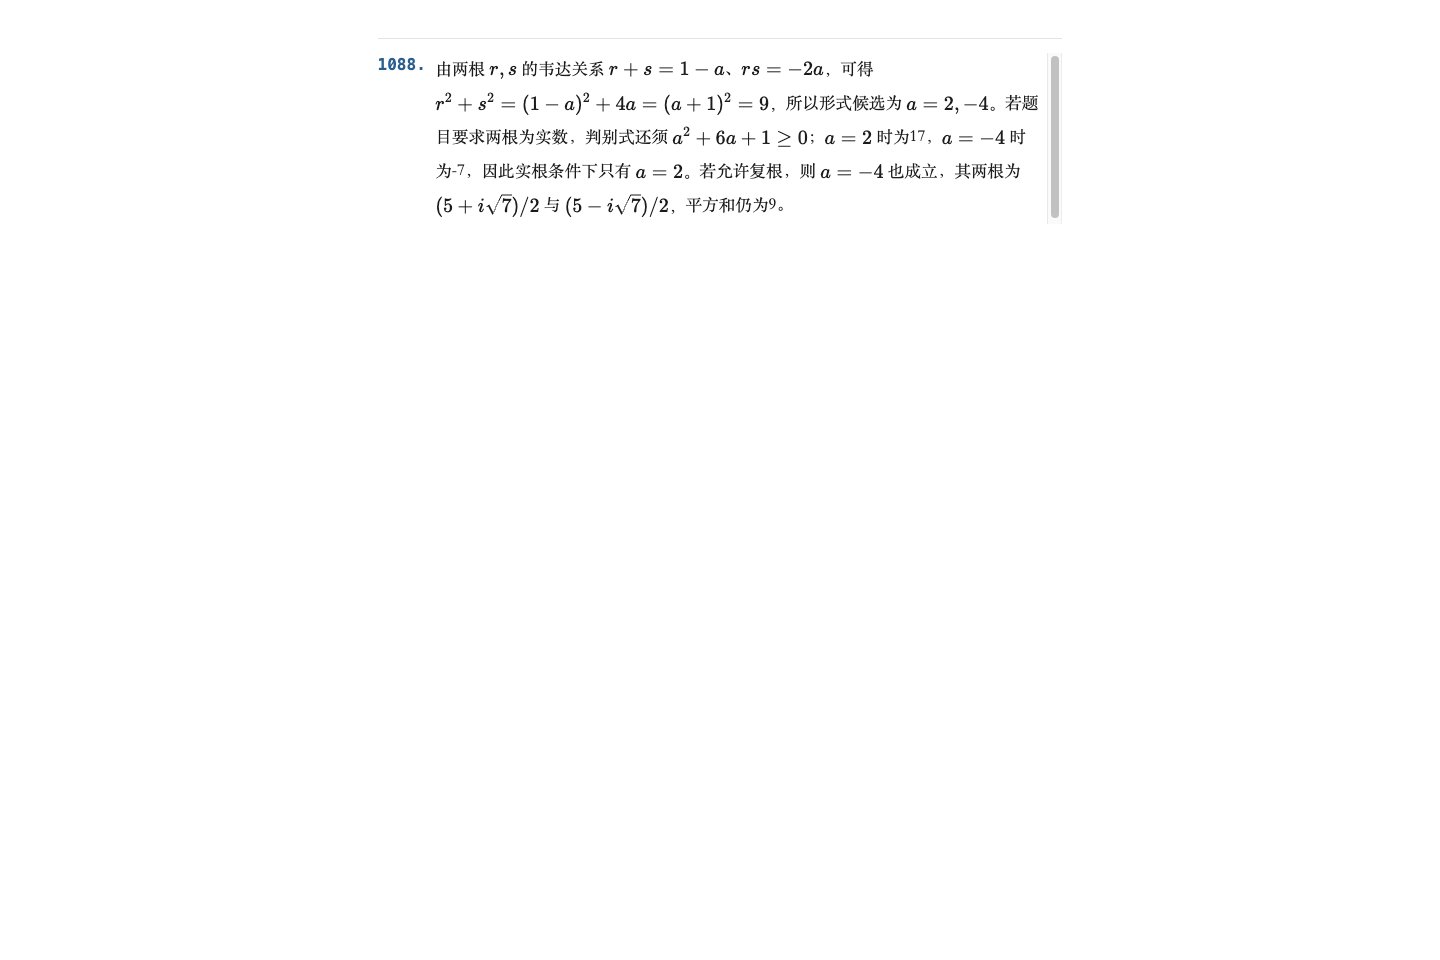 1088. 由两根 r, s 的韦达关系 r + s = 1 − a、rs = −2a，可得
r² + s² = (1 − a)² + 4a = (a + 1)² = 9，所以形式候选为 a = 2, −4。若题
目要求两根为实数，判别式还须 a² + 6a + 1 ≥ 0；a = 2 时为17，a = −4 时
为-7，因此实根条件下只有 a = 2。若允许复根，则 a = −4 也成立，其两根为
(5 + i√7)/2 与 (5 − i√7)/2，平方和仍为9。